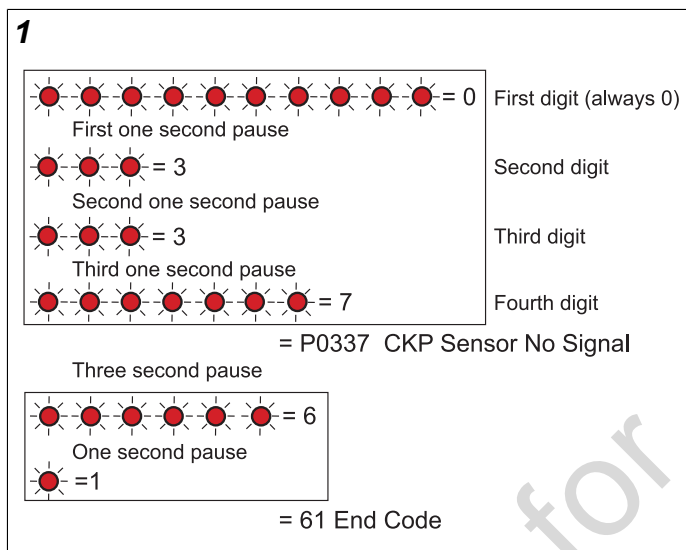 1
= 0 First digit (always 0)
First one second pause
= 3 Second digit
Second one second pause
= 3 Third digit
Third one second pause
= 7 Fourth digit
= P0337 CKP Sensor No Signal
Three second pause
= 6
One second pause
=1
= 61 End Code
for